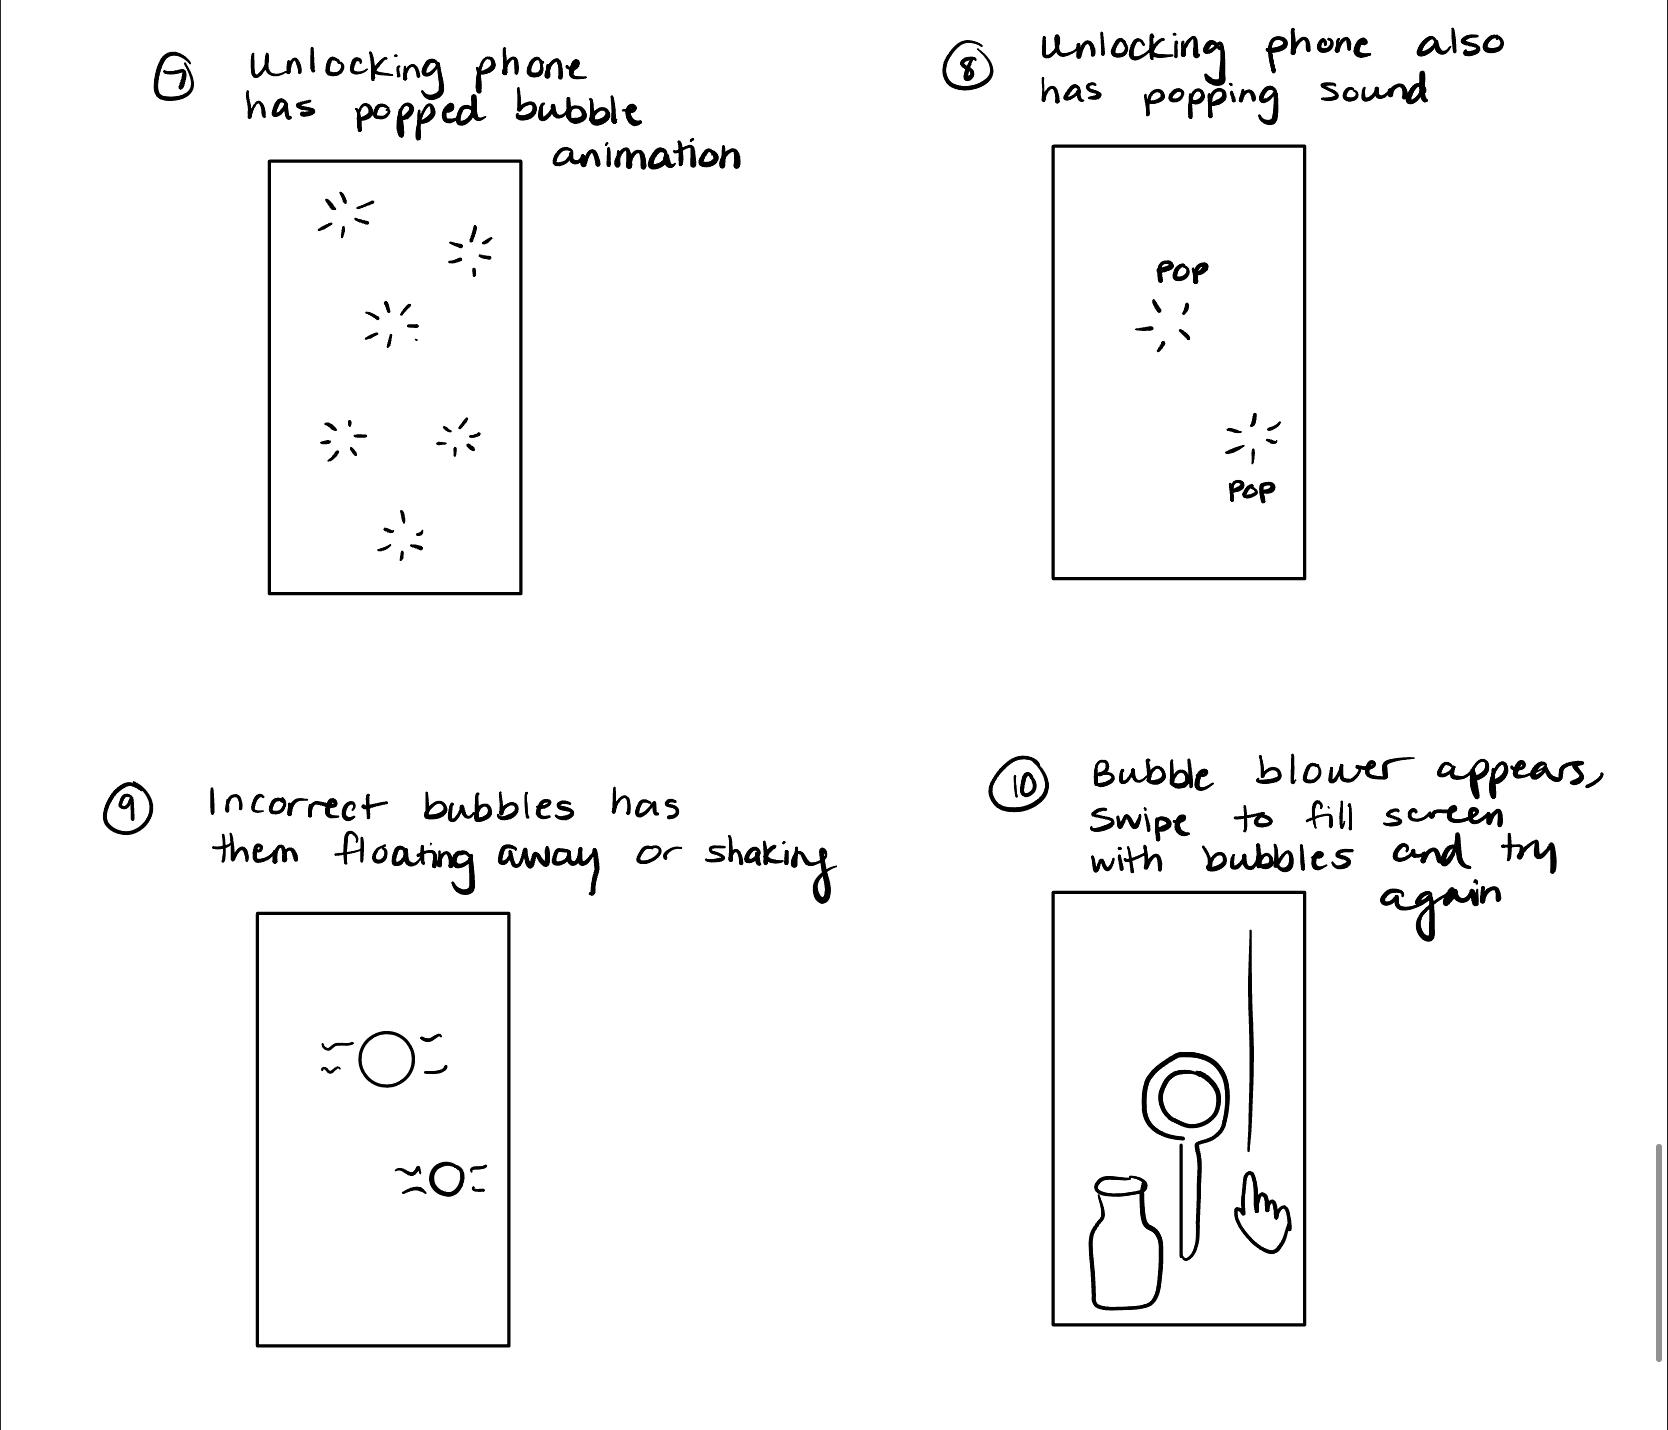 7 Unlocking phone
has popped bubble
animation
8 Unlocking phone also
has popping sound
POP
POP
9 Incorrect bubbles has
them floating away or shaking
10 Bubble blower appears,
swipe to fill screen
with bubbles and try
again